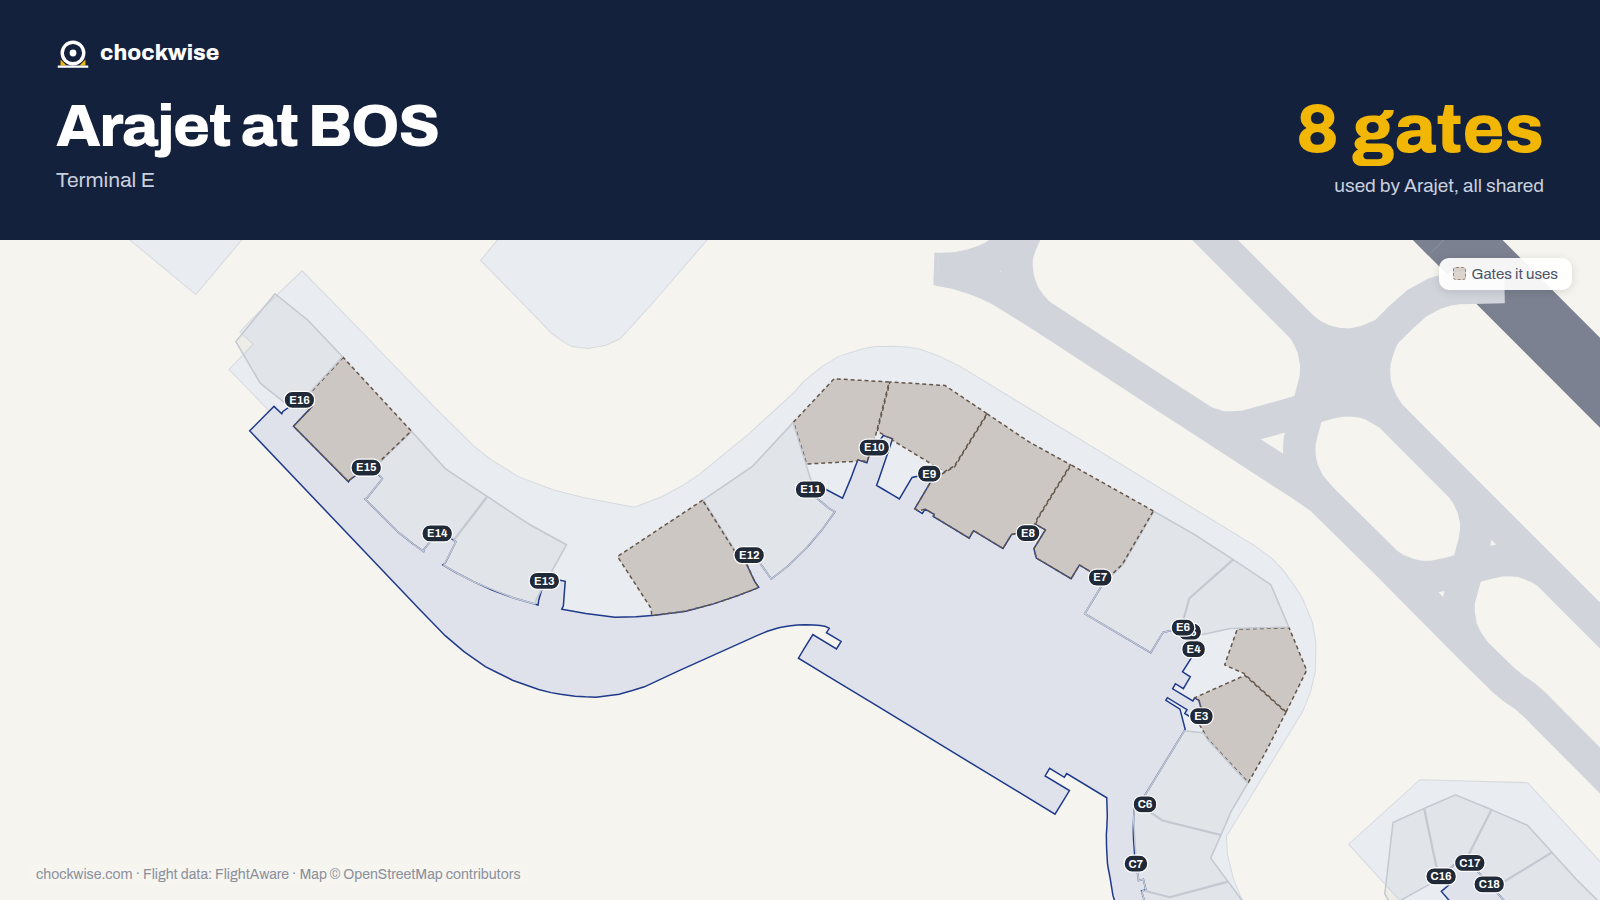 chockwise
Arajet at BOS
Terminal E
8 gates
used by Arajet, all shared
Gates it uses
E16
E15
E14
E13
E12
E11
E10
E9
E8
E7
E6
E4
E3
C6
C7
C17
C16
C18
chockwise.com · Flight data: FlightAware · Map © OpenStreetMap contributors